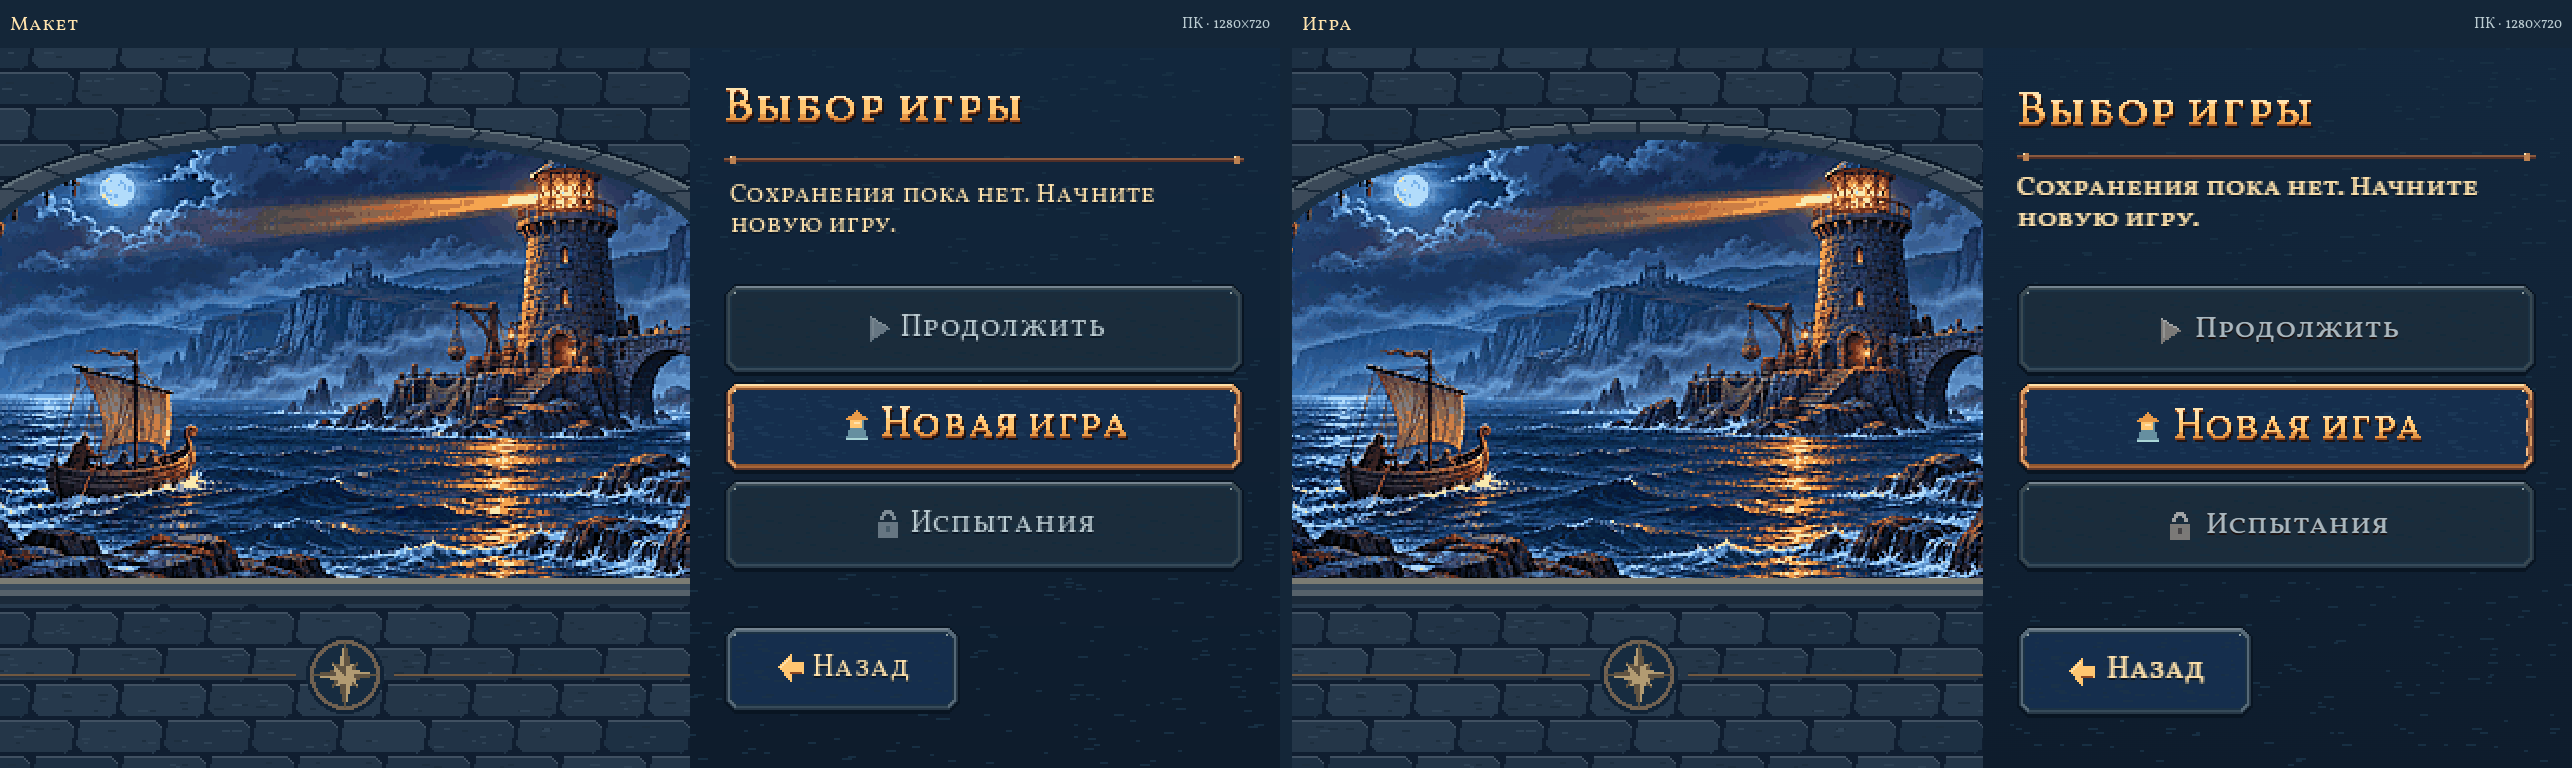 Макет
ПК · 1280×720
Выбор игры
Сохранения пока нет. Начните
новую игру.
Продолжить
Новая игра
Испытания
Назад
Игра
ПК · 1280×720
Выбор игры
Сохранения пока нет. Начните
новую игру.
Продолжить
Новая игра
Испытания
Назад